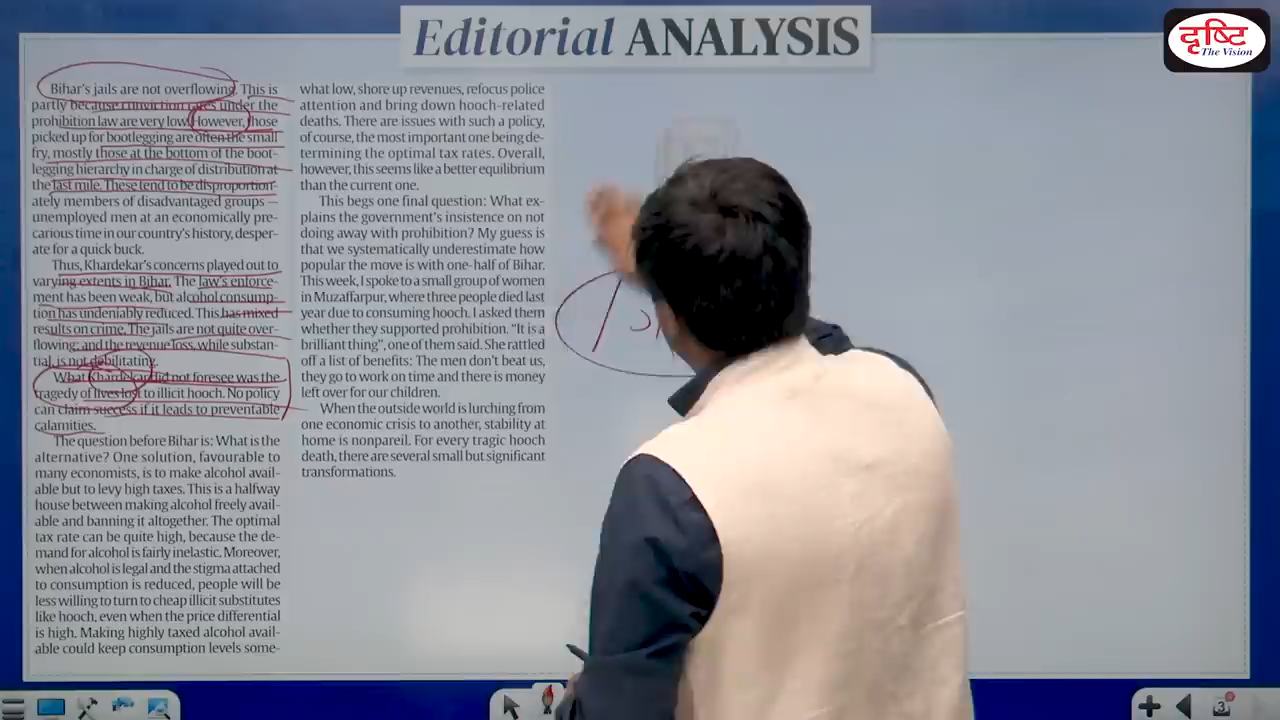 Editorial ANALYSIS
दृष्टि
The Vision
Bihar's jails are not overflowing. This is
partly because conviction rates under the
prohibition law are very low. However, those
picked up for bootlegging are often the small
fry, mostly those at the bottom of the boot-
legging hierarchy in charge of distribution at
the last mile. These tend to be disproportion-
ately members of disadvantaged groups —
unemployed men at an economically pre-
carious time in our country's history, desper-
ate for a quick buck.
Thus, Khardekar's concerns played out to
varying extents in Bihar. The law's enforce-
ment has been weak, but alcohol consump-
tion has undeniably reduced. This has mixed
results on crime. The jails are not quite over-
flowing; and the revenue loss, while substan-
tial, is not debilitating.
What Khardekar did not foresee was the
tragedy of lives lost to illicit hooch. No policy
can claim success if it leads to preventable
calamities.
The question before Bihar is: What is the
alternative? One solution, favourable to
many economists, is to make alcohol avail-
able but to levy high taxes. This is a halfway
house between making alcohol freely avail-
able and banning it altogether. The optimal
tax rate can be quite high, because the de-
mand for alcohol is fairly inelastic. Moreover,
when alcohol is legal and the stigma attached
to consumption is reduced, people will be
less willing to turn to cheap illicit substitutes
like hooch, even when the price differential
is high. Making highly taxed alcohol avail-
able could keep consumption levels some-
what low, shore up revenues, refocus police
attention and bring down hooch-related
deaths. There are issues with such a policy,
of course, the most important one being de-
termining the optimal tax rates. Overall,
however, this seems like a better equilibrium
than the current one.
This begs one final question: What ex-
plains the government's insistence on not
doing away with prohibition? My guess is
that we systematically underestimate how
popular the move is with one-half of Bihar.
This week, I spoke to a small group of women
in Muzaffarpur, where three people died last
year due to consuming hooch. I asked them
whether they supported prohibition. "It is a
brilliant thing", one of them said. She rattled
off a list of benefits: The men don't beat us,
they go to work on time and there is money
left over for our children.
When the outside world is lurching from
one economic crisis to another, stability at
home is nonpareil. For every tragic hooch
death, there are several small but significant
transformations.
3